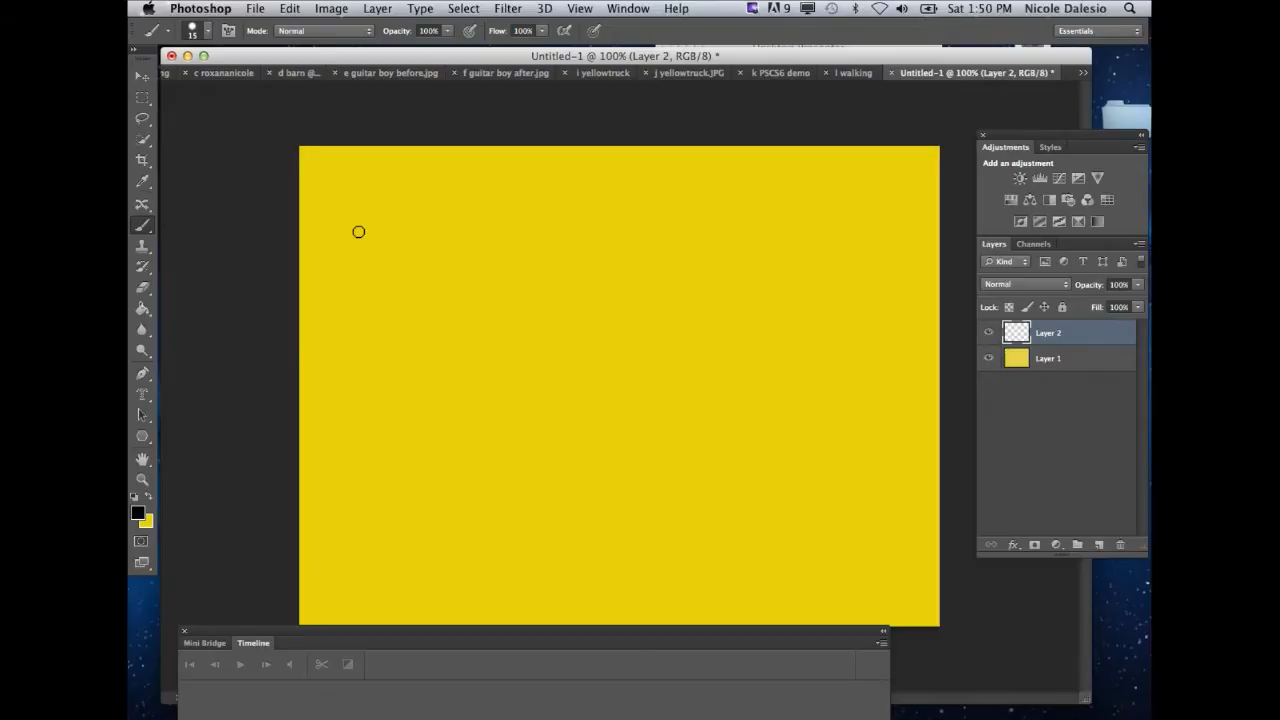 Photoshop File Edit Image Layer Type Select Filter 3D View Window Help 9 Sat 1:50 PM Nicole Dalesio
15 Mode: Normal Opacity: 100% Flow: 100% Essentials
Untitled-1 @ 100% (Layer 2, RGB/8) *
ng × c roxananicole × d barn @... × e guitar boy before.jpg × f guitar boy after.jpg × i yellowtruck × j yellowtruck.JPG × k PSCS6 demo × l walking × Untitled-1 @ 100% (Layer 2, RGB/8) *
Adjustments Styles
Add an adjustment
Layers Channels
Kind
Normal Opacity: 100%
Lock: Fill: 100%
Layer 2
Layer 1
fx
Mini Bridge Timeline